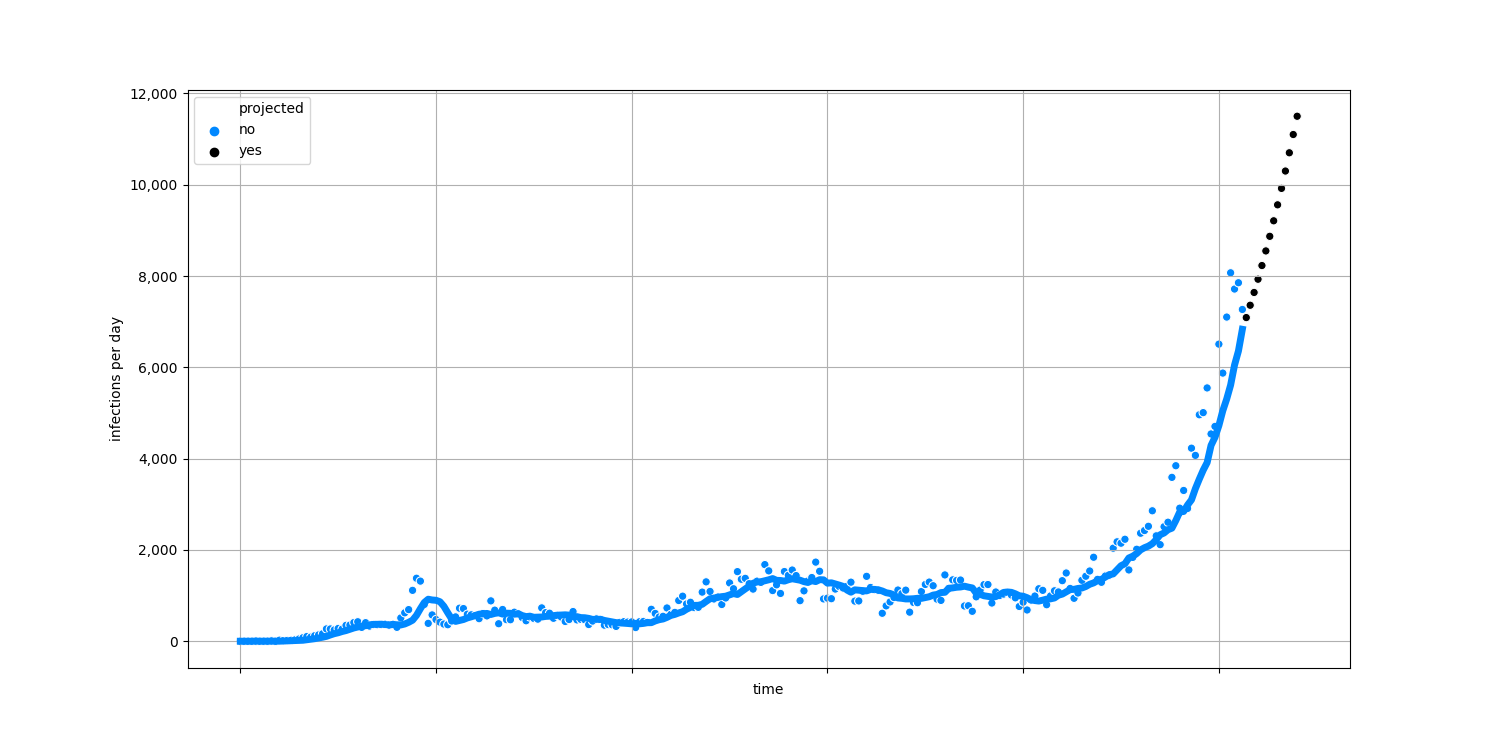 12,000
10,000
8,000
6,000
4,000
2,000
0
infections per day
time
projected
no
yes